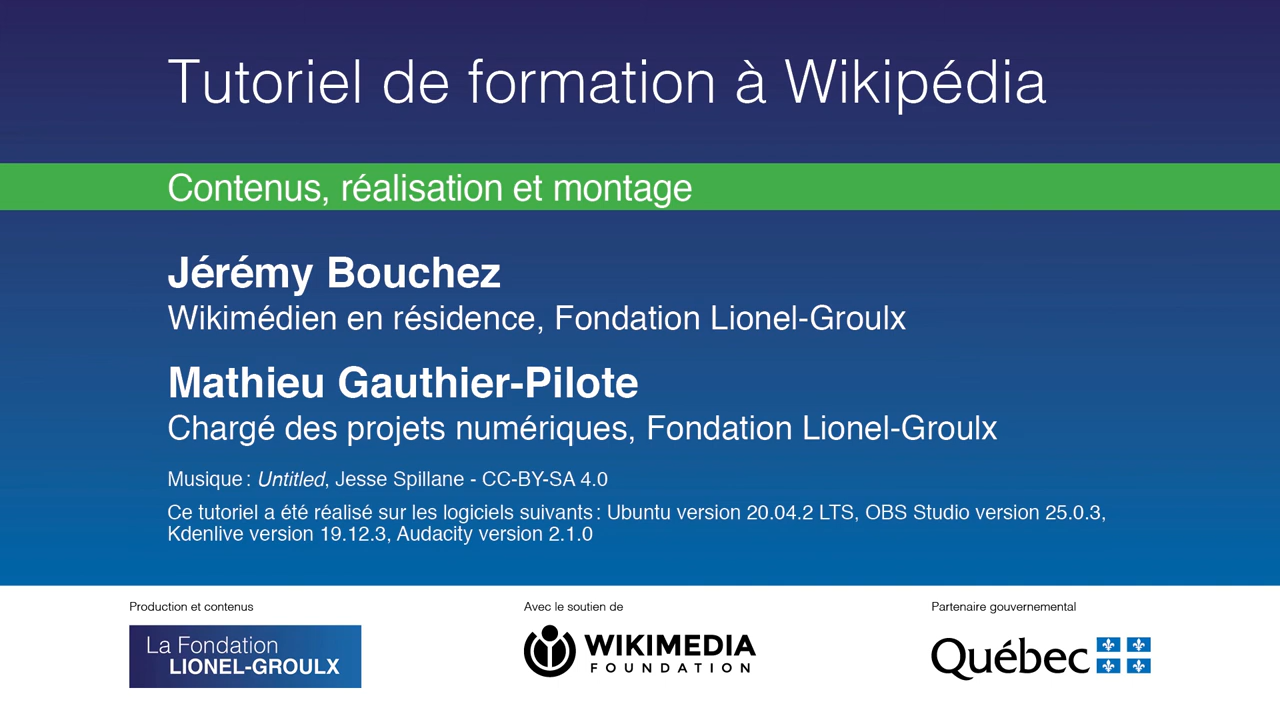 Tutoriel de formation à Wikipédia
Contenus, réalisation et montage
Jérémy Bouchez
Wikimédien en résidence, Fondation Lionel-Groulx
Mathieu Gauthier-Pilote
Chargé des projets numériques, Fondation Lionel-Groulx
Musique : Untitled, Jesse Spillane - CC-BY-SA 4.0
Ce tutoriel a été réalisé sur les logiciels suivants : Ubuntu version 20.04.2 LTS, OBS Studio version 25.0.3,
Kdenlive version 19.12.3, Audacity version 2.1.0
Production et contenus
La Fondation
LIONEL-GROULX
Avec le soutien de
WIKIMEDIA
FOUNDATION
Partenaire gouvernemental
Québec